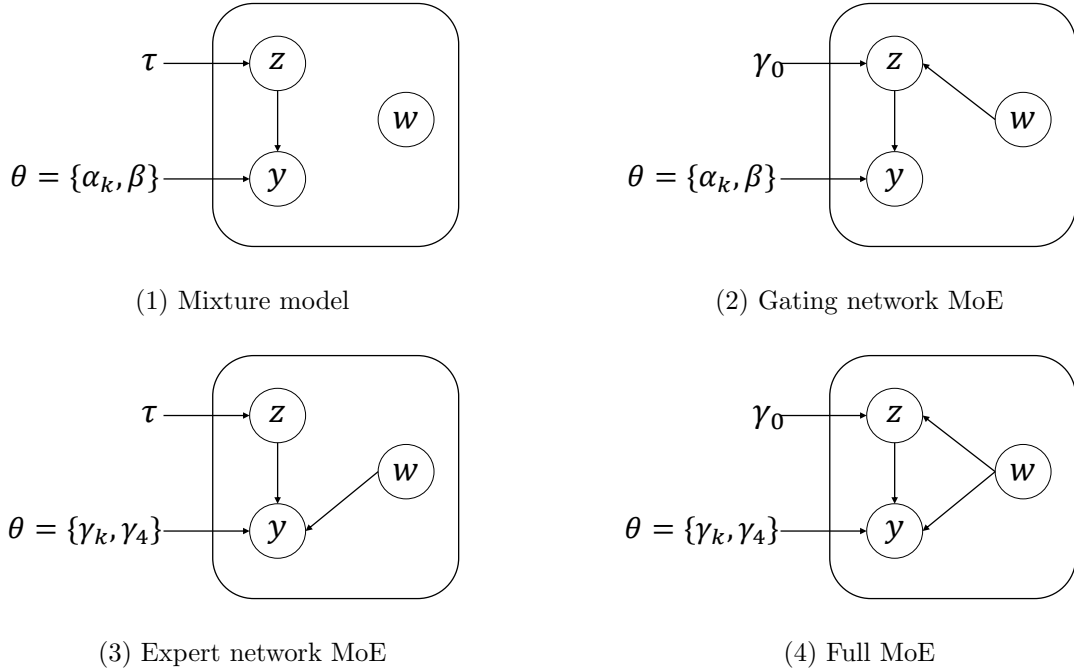 τ z w
θ = {α_k, β} y
(1) Mixture model
γ_0 z w
θ = {α_k, β} y
(2) Gating network MoE
τ z w
θ = {γ_k, γ_4} y
(3) Expert network MoE
γ_0 z w
θ = {γ_k, γ_4} y
(4) Full MoE